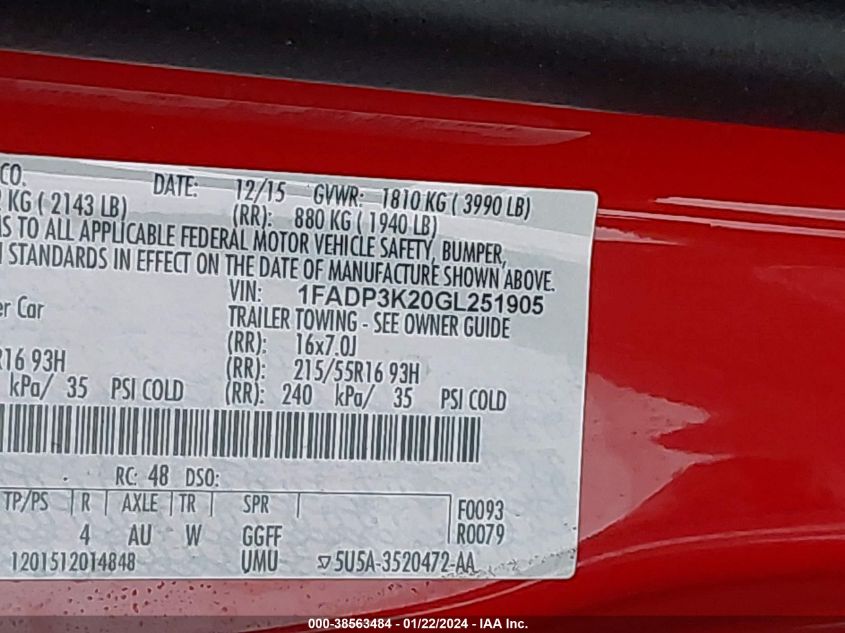 CO. DATE: 12/15 GVWR: 1810 KG ( 3990 LB)
KG ( 2143 LB) (RR): 880 KG ( 1940 LB)
TO ALL APPLICABLE FEDERAL MOTOR VEHICLE SAFETY, BUMPER,
STANDARDS IN EFFECT ON THE DATE OF MANUFACTURE SHOWN ABOVE.
VIN: 1FADP3K20GL251905
Car TRAILER TOWING - SEE OWNER GUIDE
(RR): 16x7.0J
R16 93H (RR): 215/55R16 93H
kPa/ 35 PSI COLD (RR): 240 kPa/ 35 PSI COLD
RC: 48 DSO:
TP/PS R AXLE TR SPR F0093
4 AU W GGFF R0079
1201512014848 UMU 5U5A-3520472-AA
000-38563484 - 01/22/2024 - IAA Inc.